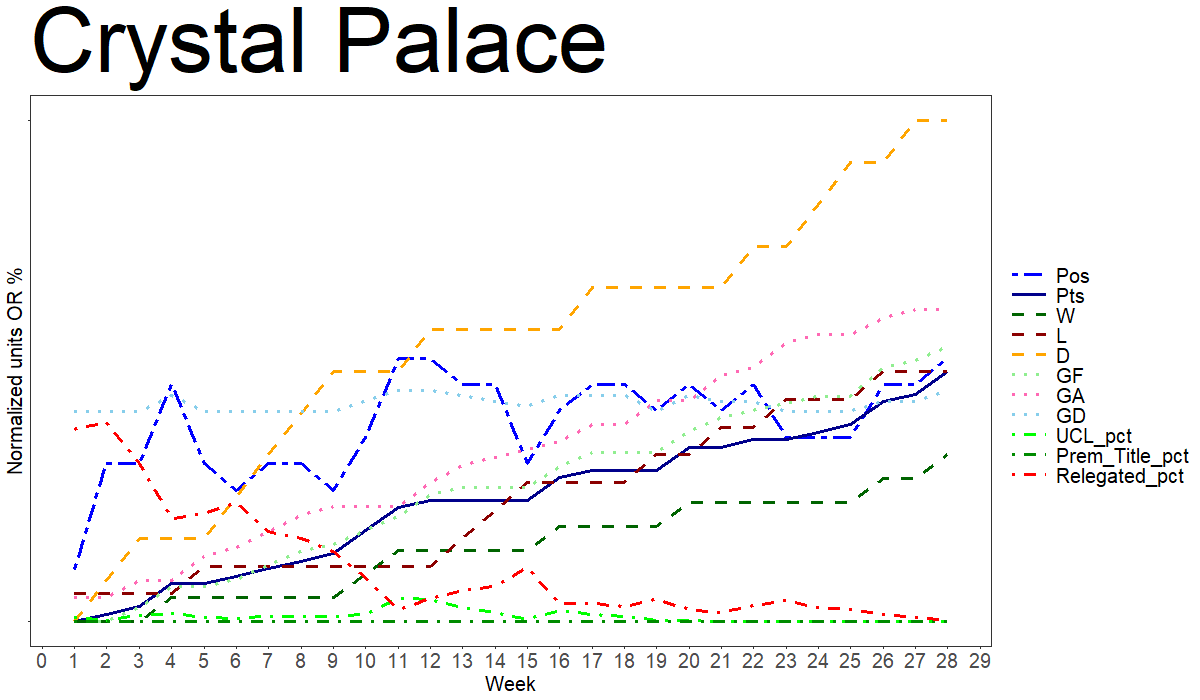 Crystal Palace
Normalized units OR %
Pos
Pts
W
L
D
GF
GA
GD
UCL_pct
Prem_Title_pct
Relegated_pct
0 1 2 3 4 5 6 7 8 9 10 11 12 13 14 15 16 17 18 19 20 21 22 23 24 25 26 27 28 29
Week